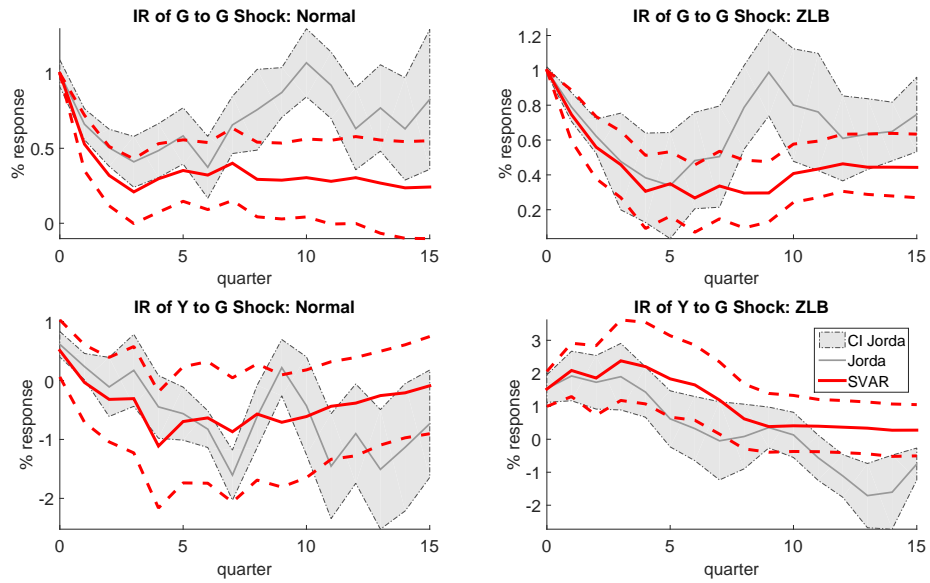 IR of G to G Shock: Normal
% response
1
0.5
0
0
5
10
15
quarter
IR of G to G Shock: ZLB
% response
1.2
1
0.8
0.6
0.4
0.2
0
5
10
15
quarter
IR of Y to G Shock: Normal
% response
1
0
-1
-2
0
5
10
15
quarter
IR of Y to G Shock: ZLB
% response
3
2
1
0
-1
-2
0
5
10
15
quarter
CI Jorda
Jorda
SVAR